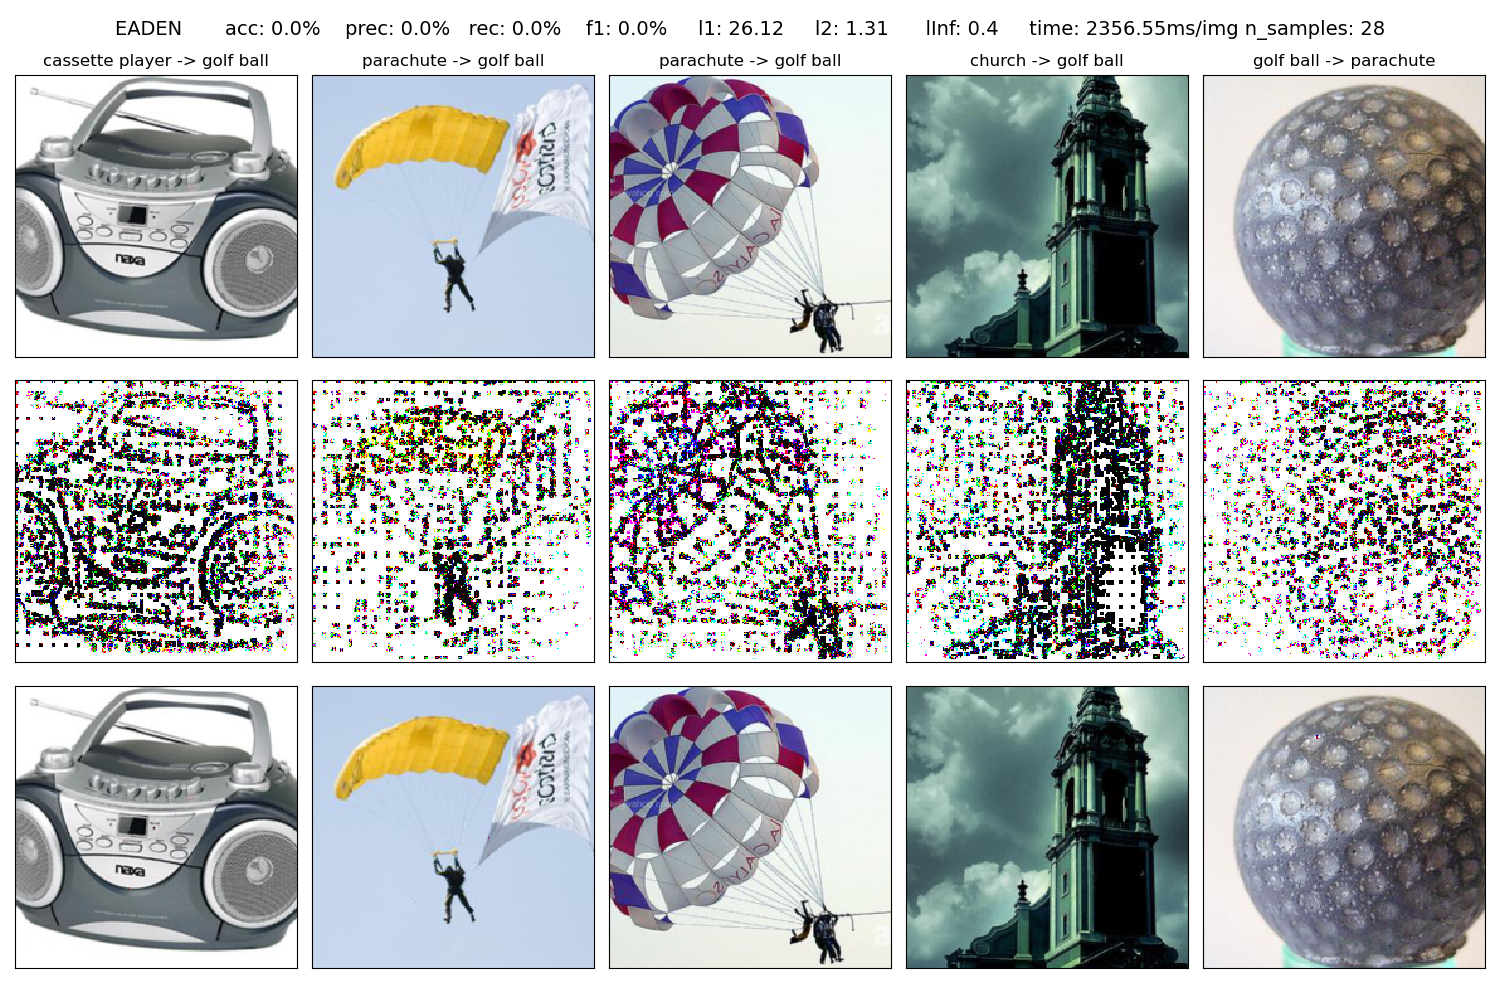 EADEN acc: 0.0% prec: 0.0% rec: 0.0% f1: 0.0% l1: 26.12 l2: 1.31 lInf: 0.4 time: 2356.55ms/img n_samples: 28
cassette player -> golf ball
parachute -> golf ball
parachute -> golf ball
church -> golf ball
golf ball -> parachute
naxa
naxa